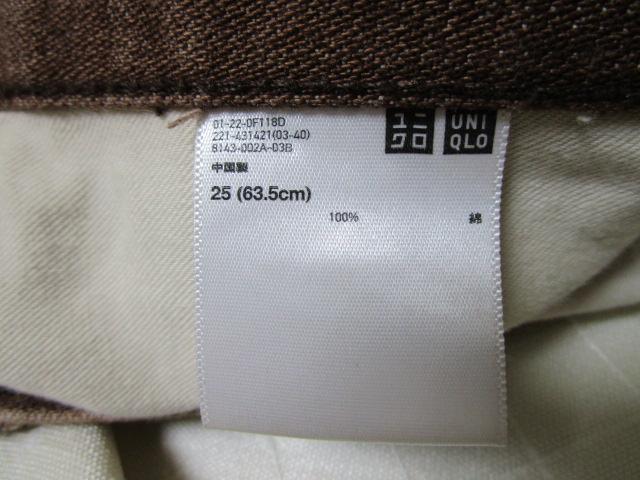 01-22-0F118D
221-431421(03-40)
8143-002A-03B
中国製
25 (63.5cm)
100% 綿
ユニ
クロ
UNI
QLO